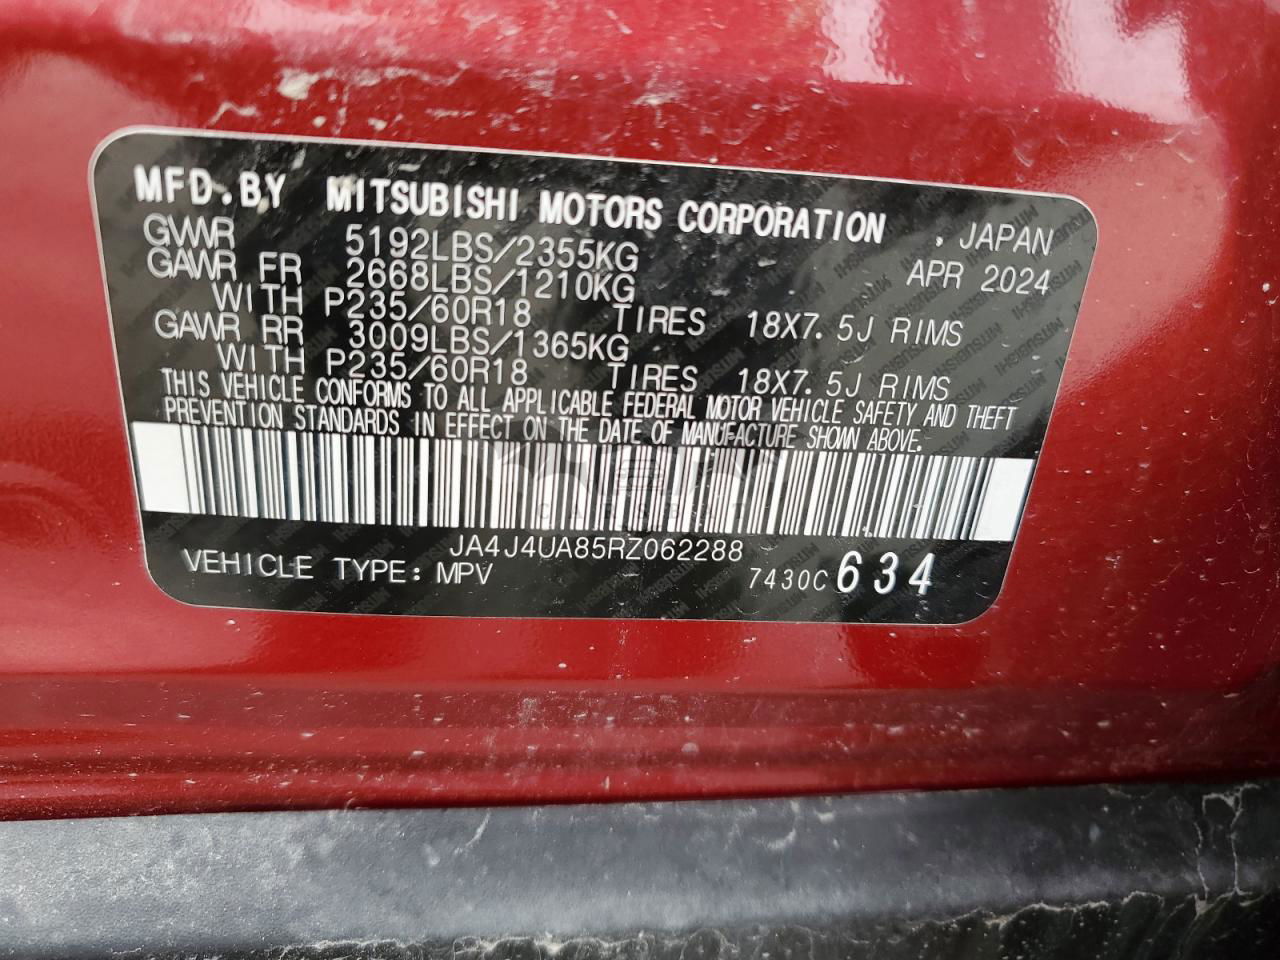 MFD.BY MITSUBISHI MOTORS CORPORATION , JAPAN
GVWR 5192LBS/2355KG APR 2024
GAWR FR 2668LBS/1210KG
WITH P235/60R18 TIRES 18X7.5J RIMS
GAWR RR 3009LBS/1365KG
WITH P235/60R18 TIRES 18X7.5J RIMS
THIS VEHICLE CONFORMS TO ALL APPLICABLE FEDERAL MOTOR VEHICLE SAFETY AND THEFT
PREVENTION STANDARDS IN EFFECT ON THE DATE OF MANUFACTURE SHOWN ABOVE.
JA4J4UA85RZ062288
VEHICLE TYPE: MPV 7430C 634